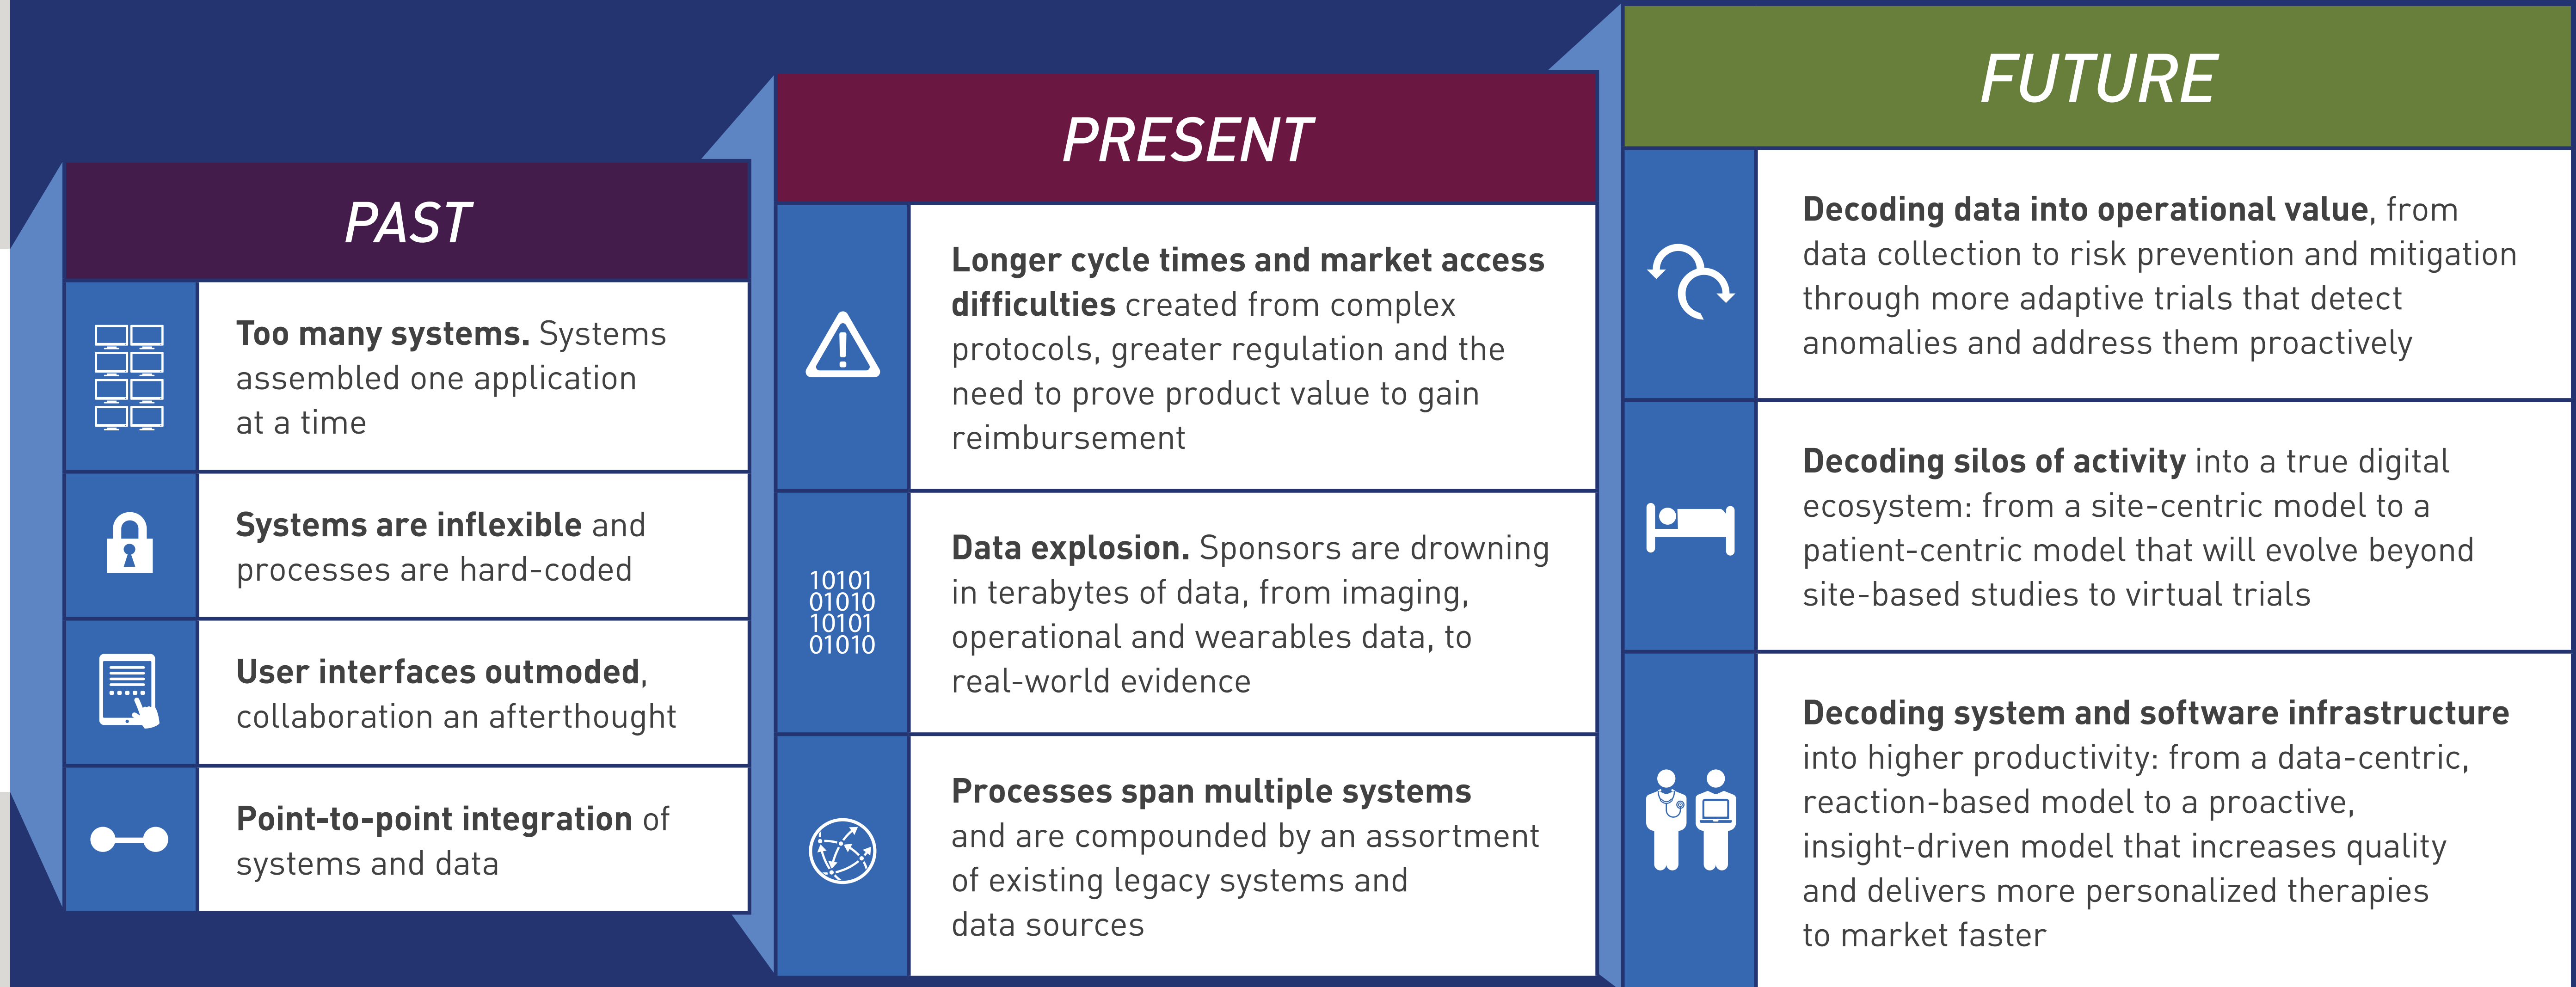 PAST
Too many systems. Systems
assembled one application
at a time
Systems are inflexible and
processes are hard-coded
User interfaces outmoded,
collaboration an afterthought
Point-to-point integration of
systems and data
PRESENT
Longer cycle times and market access
difficulties created from complex
protocols, greater regulation and the
need to prove product value to gain
reimbursement
10101
01010
10101
01010
Data explosion. Sponsors are drowning
in terabytes of data, from imaging,
operational and wearables data, to
real-world evidence
Processes span multiple systems
and are compounded by an assortment
of existing legacy systems and
data sources
FUTURE
Decoding data into operational value, from
data collection to risk prevention and mitigation
through more adaptive trials that detect
anomalies and address them proactively
Decoding silos of activity into a true digital
ecosystem: from a site-centric model to a
patient-centric model that will evolve beyond
site-based studies to virtual trials
Decoding system and software infrastructure
into higher productivity: from a data-centric,
reaction-based model to a proactive,
insight-driven model that increases quality
and delivers more personalized therapies
to market faster